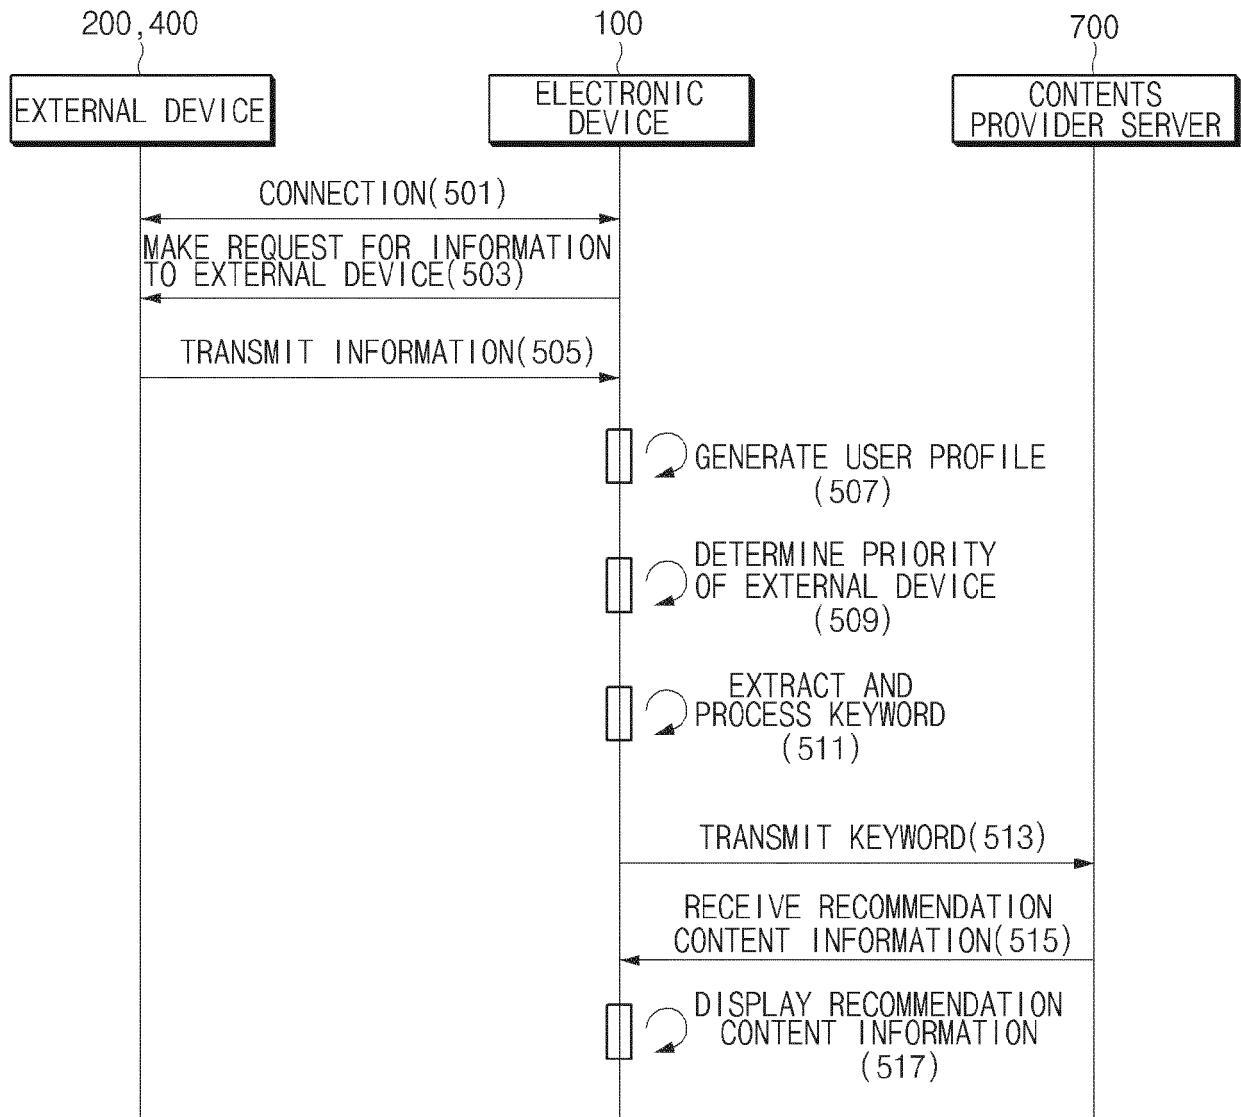 200,400
100
700
EXTERNAL DEVICE
ELECTRONIC
DEVICE
CONTENTS
PROVIDER SERVER
CONNECTION(501)
MAKE REQUEST FOR INFORMATION
TO EXTERNAL DEVICE(503)
TRANSMIT INFORMATION(505)
GENERATE USER PROFILE
(507)
DETERMINE PRIORITY
OF EXTERNAL DEVICE
(509)
EXTRACT AND
PROCESS KEYWORD
(511)
TRANSMIT KEYWORD(513)
RECEIVE RECOMMENDATION
CONTENT INFORMATION(515)
DISPLAY RECOMMENDATION
CONTENT INFORMATION
(517)